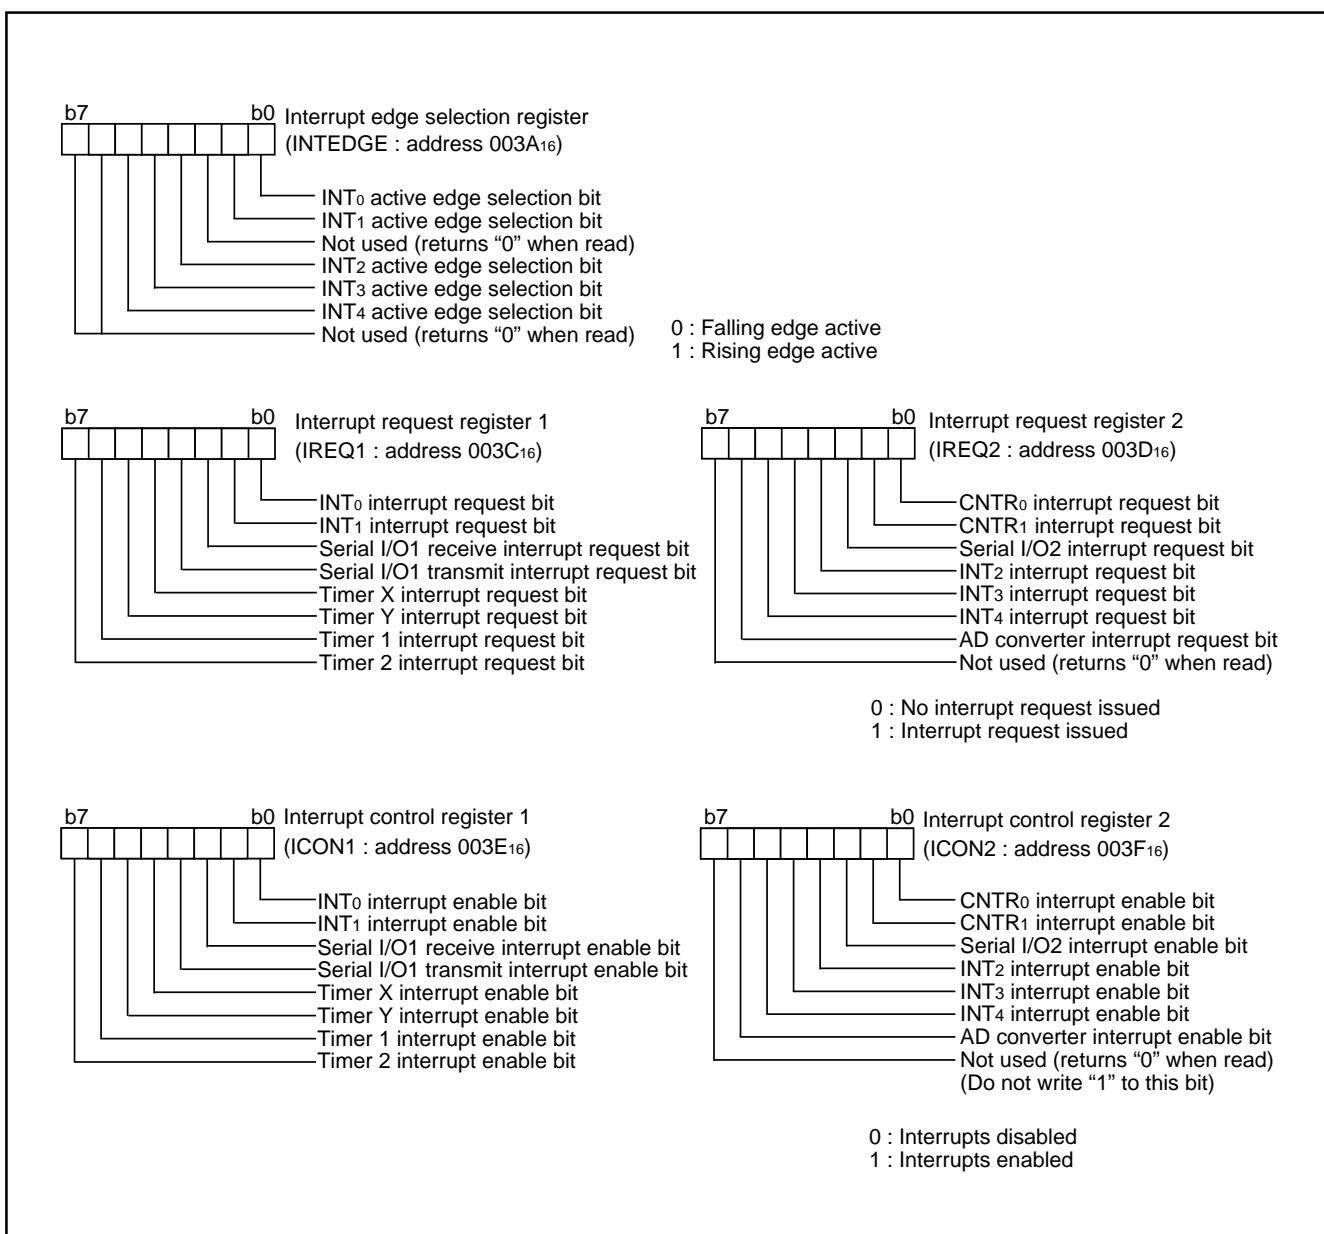 b7 b0 Interrupt edge selection register
(INTEDGE : address 003A16)
INT0 active edge selection bit
INT1 active edge selection bit
Not used (returns “0” when read)
INT2 active edge selection bit
INT3 active edge selection bit
INT4 active edge selection bit
Not used (returns “0” when read)
0 : Falling edge active
1 : Rising edge active
b7 b0 Interrupt request register 1
(IREQ1 : address 003C16)
INT0 interrupt request bit
INT1 interrupt request bit
Serial I/O1 receive interrupt request bit
Serial I/O1 transmit interrupt request bit
Timer X interrupt request bit
Timer Y interrupt request bit
Timer 1 interrupt request bit
Timer 2 interrupt request bit
b7 b0 Interrupt request register 2
(IREQ2 : address 003D16)
CNTR0 interrupt request bit
CNTR1 interrupt request bit
Serial I/O2 interrupt request bit
INT2 interrupt request bit
INT3 interrupt request bit
INT4 interrupt request bit
AD converter interrupt request bit
Not used (returns “0” when read)
0 : No interrupt request issued
1 : Interrupt request issued
b7 b0 Interrupt control register 1
(ICON1 : address 003E16)
INT0 interrupt enable bit
INT1 interrupt enable bit
Serial I/O1 receive interrupt enable bit
Serial I/O1 transmit interrupt enable bit
Timer X interrupt enable bit
Timer Y interrupt enable bit
Timer 1 interrupt enable bit
Timer 2 interrupt enable bit
b7 b0 Interrupt control register 2
(ICON2 : address 003F16)
CNTR0 interrupt enable bit
CNTR1 interrupt enable bit
Serial I/O2 interrupt enable bit
INT2 interrupt enable bit
INT3 interrupt enable bit
INT4 interrupt enable bit
AD converter interrupt enable bit
Not used (returns “0” when read)
(Do not write “1” to this bit)
0 : Interrupts disabled
1 : Interrupts enabled